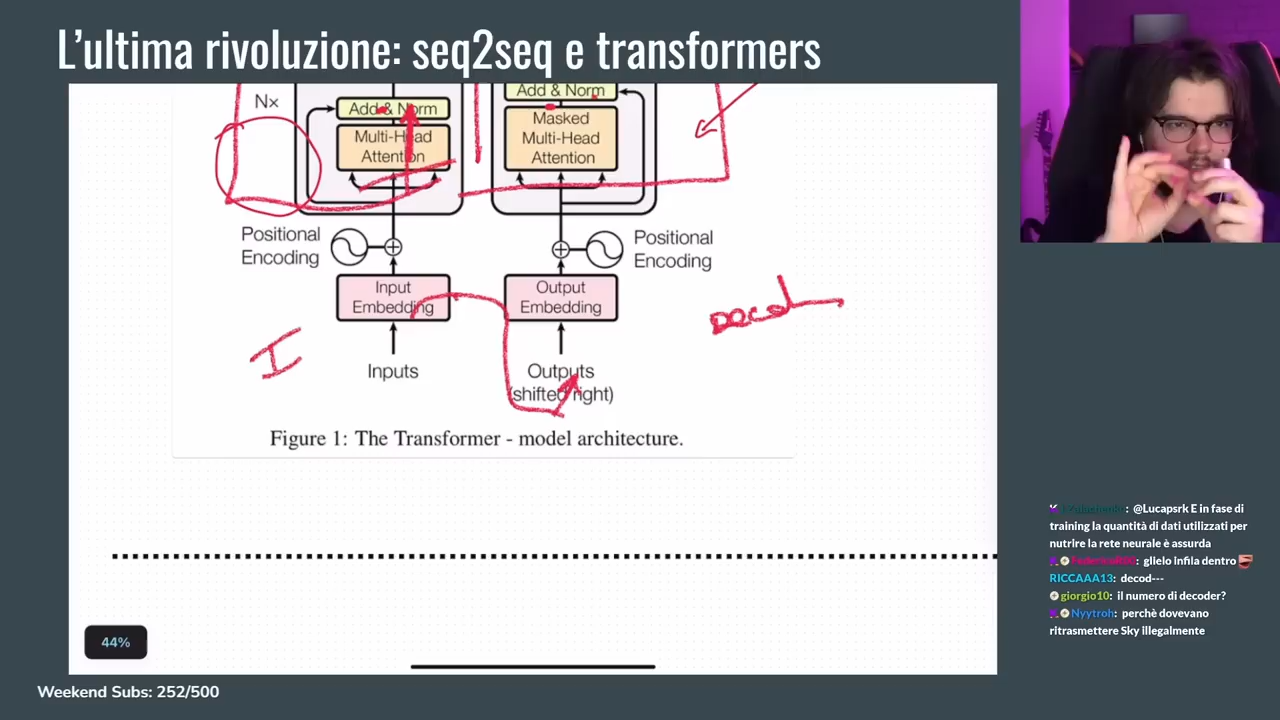 L'ultima rivoluzione: seq2seq e transformers
N×
Add & Norm
Multi-Head
Attention
Add & Norm
Masked
Multi-Head
Attention
Positional
Encoding
Positional
Encoding
Input
Embedding
Output
Embedding
Decod
I
Inputs
Outputs
(shifted right)
Figure 1: The Transformer - model architecture.
44%
Weekend Subs: 252/500
: @Lucapsrk E in fase di
training la quantità di dati utilizzati per
nutrire la rete neurale è assurda
: glielo infila dentro
RICCAAA13: decod---
giorgio10: il numero di decoder?
Nyytroh: perchè dovevano
ritrasmettere Sky illegalmente